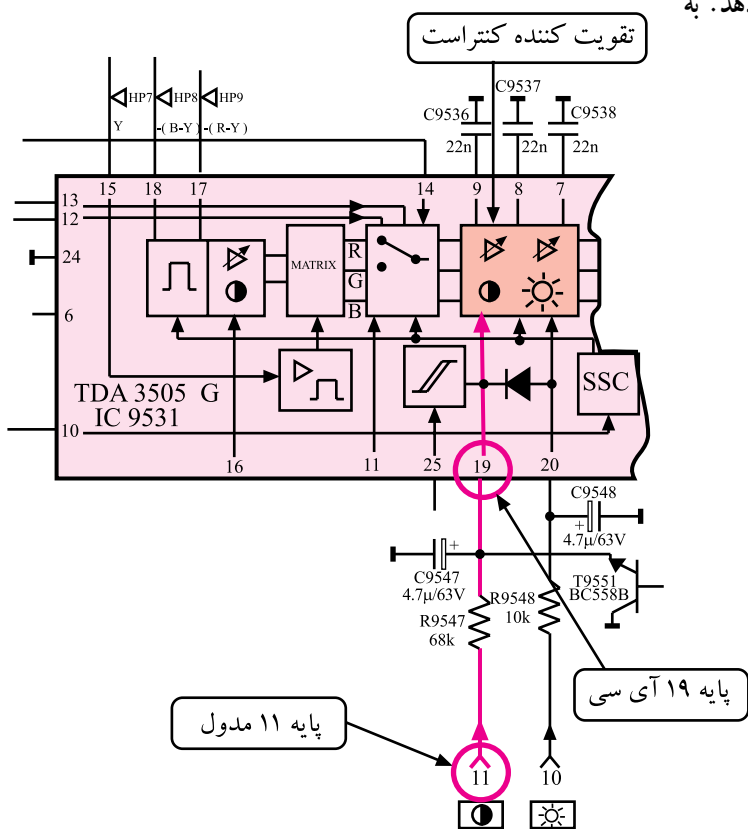 هد. به
تقویت کننده کنتراست
HP7
HP8
HP9
Y
-( B-Y )
-( R-Y )
C9536
C9537
C9538
22n
22n
22n
15
18
17
14
9
8
7
13
12
24
6
10
MATRIX
R
G
B
TDA 3505 G
IC 9531
SSC
16
11
25
19
20
C9548
+
4.7µ/63V
+
C9547
4.7µ/63V
T9551
BC558B
R9547
68k
R9548
10k
پایه ۱۹ آی سی
پایه ۱۱ مدول
11
10